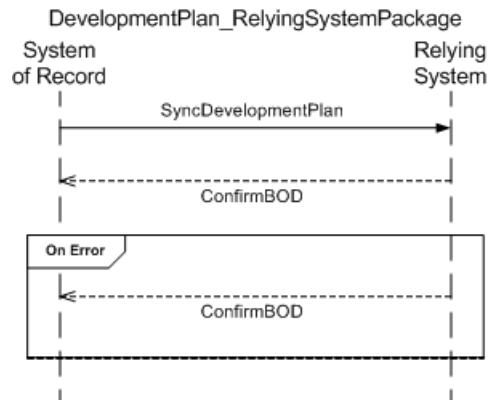 DevelopmentPlan_RelyingSystemPackage
System
of Record
Relying
System
SyncDevelopmentPlan
ConfirmBOD
On Error
ConfirmBOD